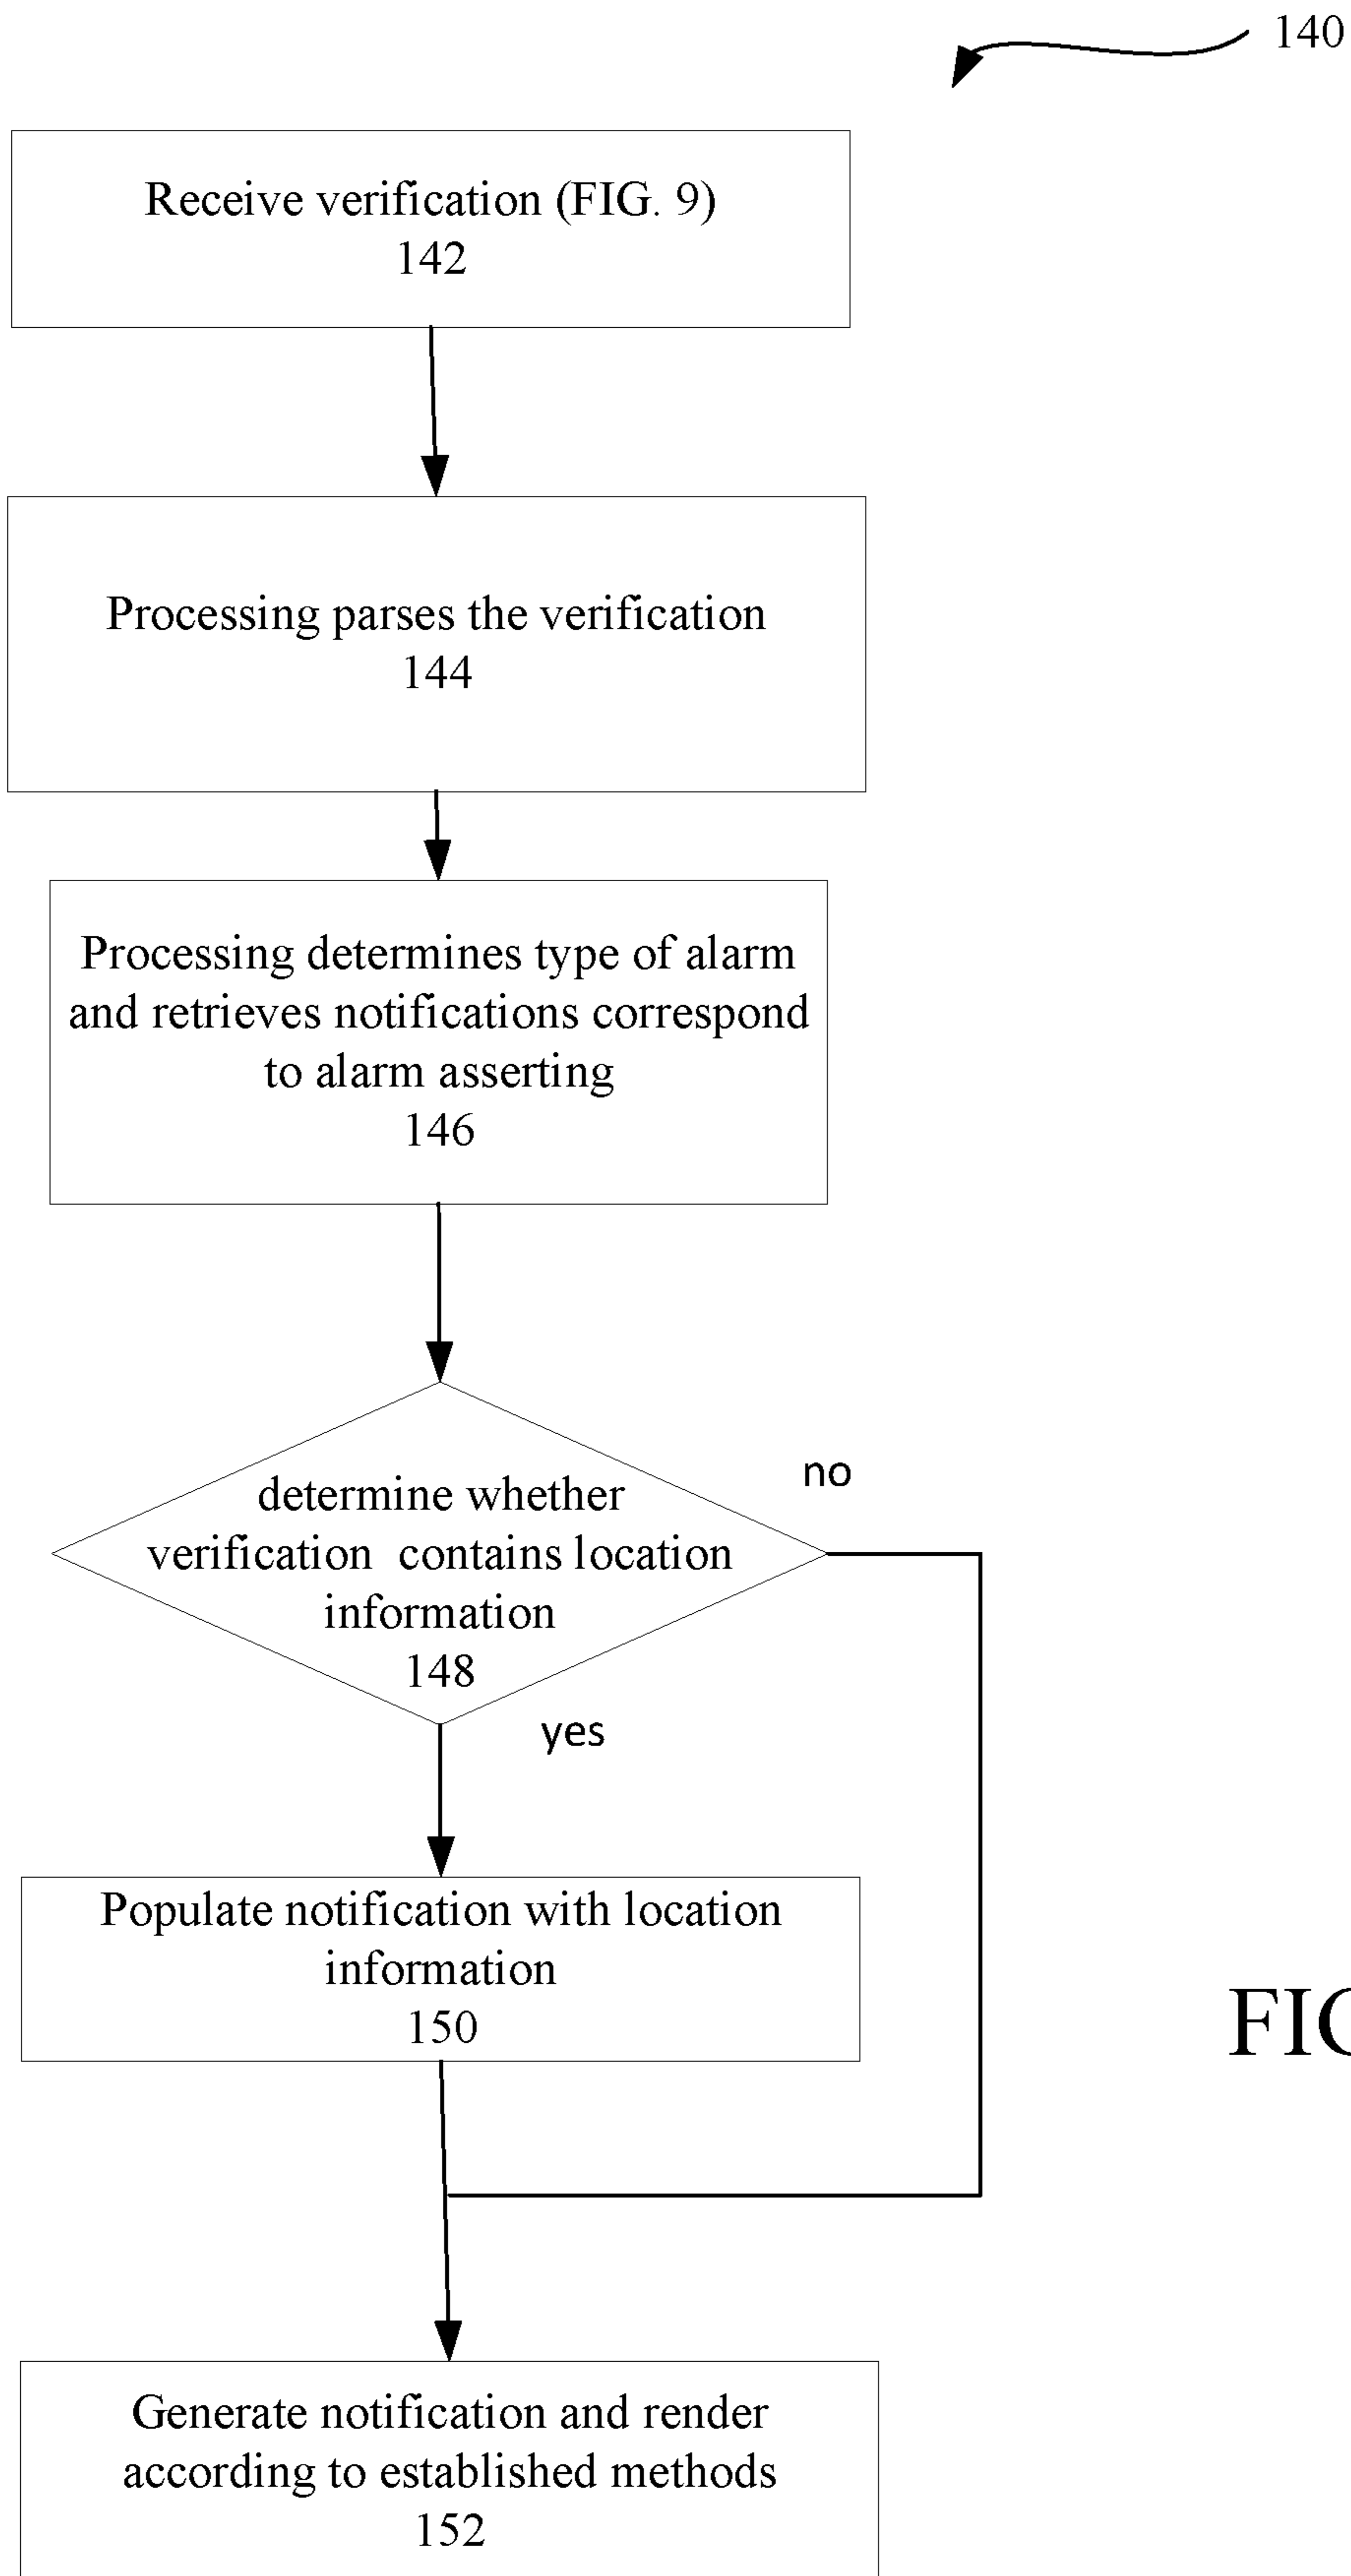 140
Receive verification (FIG. 9)
142
Processing parses the verification
144
Processing determines type of alarm
and retrieves notifications correspond
to alarm asserting
146
determine whether
verification contains location
information
148
no
yes
Populate notification with location
information
150
Generate notification and render
according to established methods
152